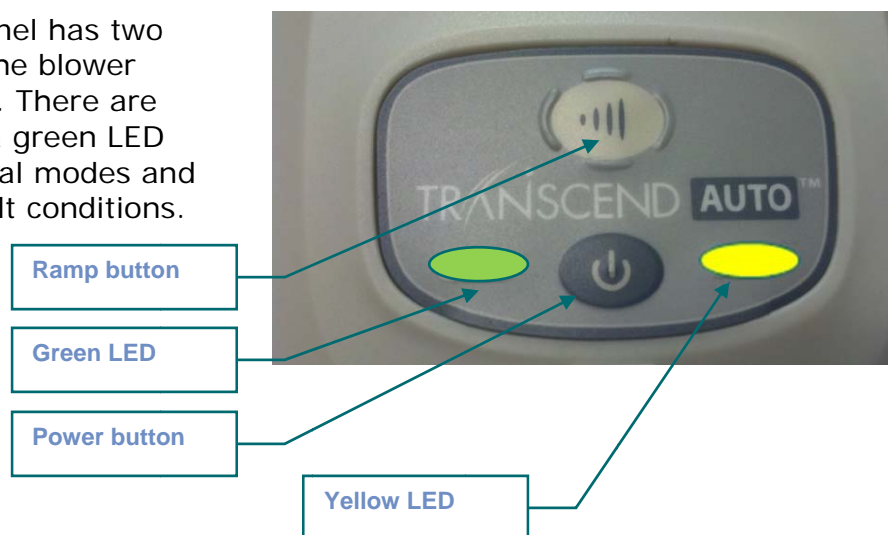 nel has two
ne blower
. There are
green LED
al modes and
lt conditions.
TRANSCEND AUTO™
Ramp button
Green LED
Power button
Yellow LED